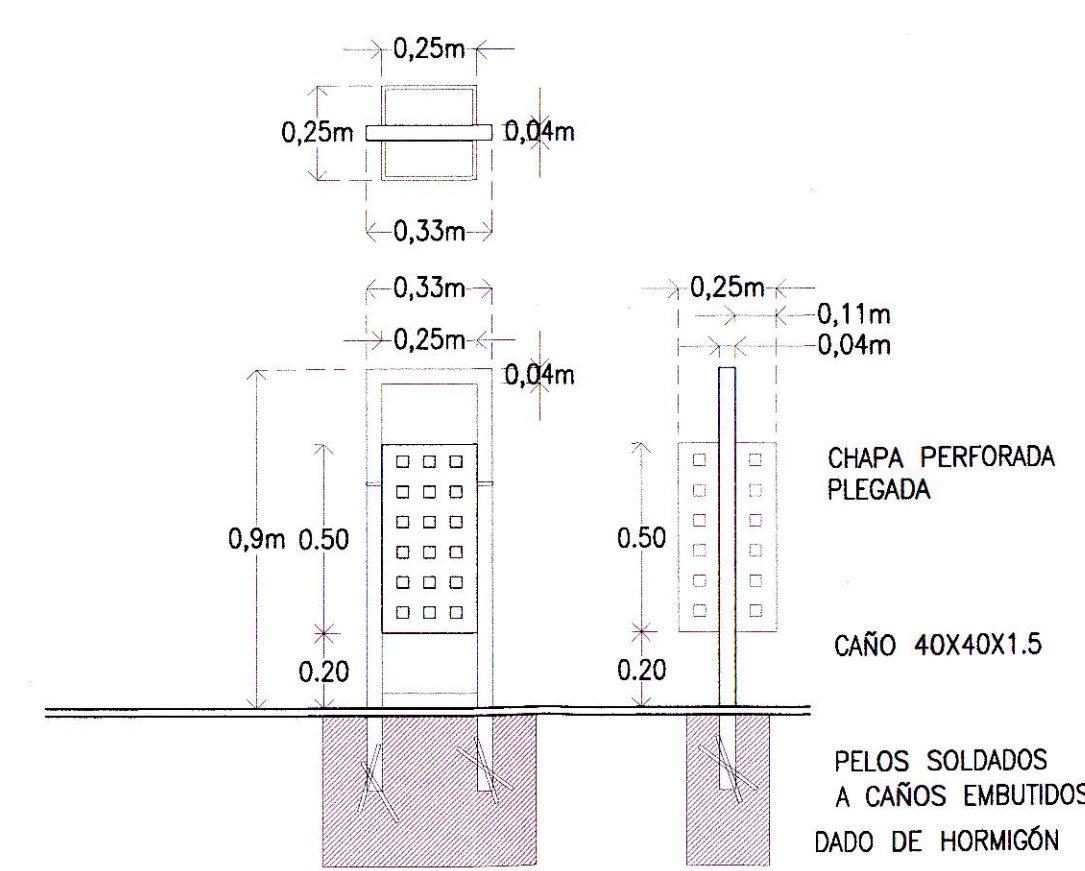 0,25m
0,25m
0,04m
0,33m
0,33m
0,25m
0,25m
0,11m
0,04m
0,04m
CHAPA PERFORADA
PLEGADA
0,9m
0.50
0.50
CAÑO 40X40X1.5
0.20
0.20
PELOS SOLDADOS
A CAÑOS EMBUTIDOS
DADO DE HORMIGÓN